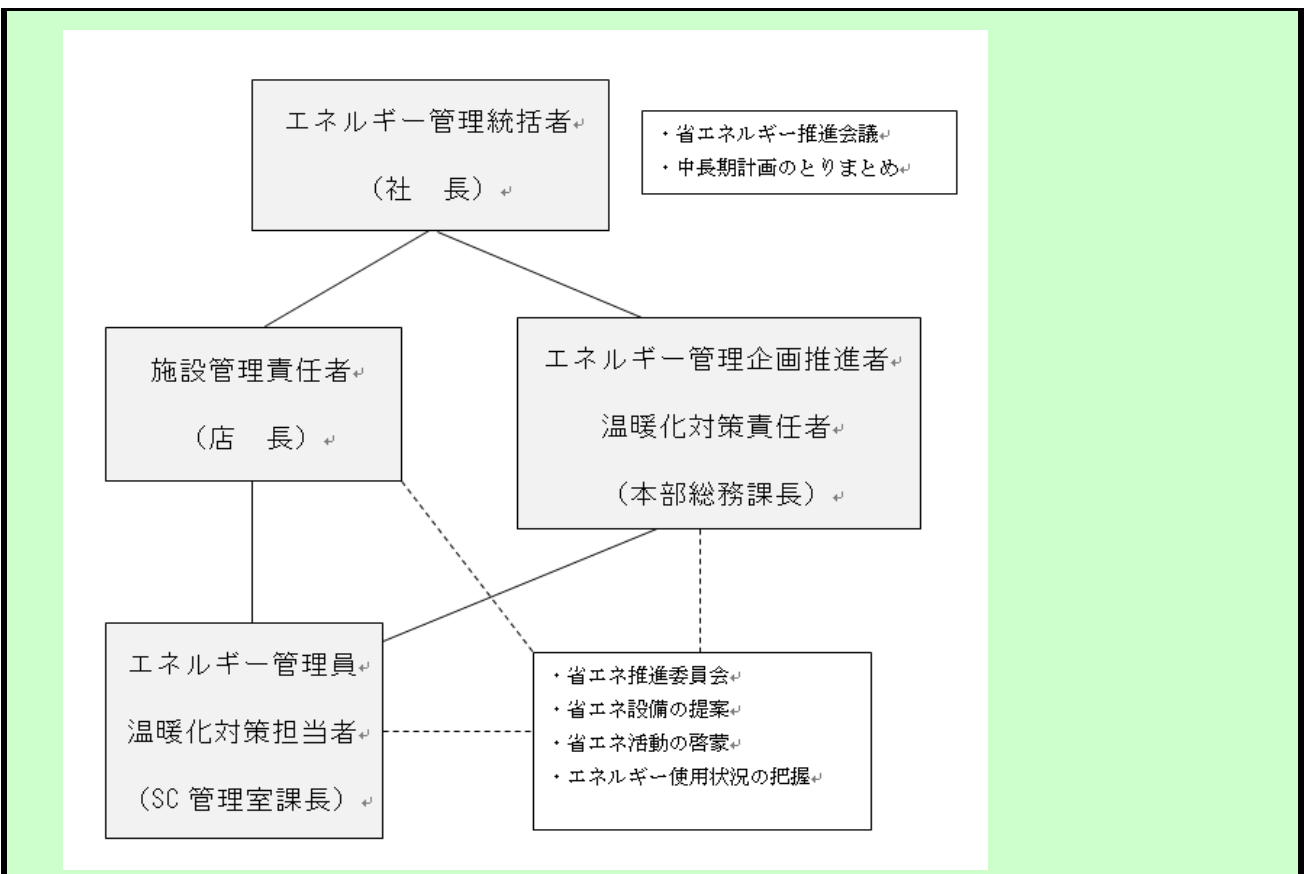 エネルギー管理統括者
（社　長）
・省エネルギー推進会議
・中長期計画のとりまとめ
施設管理責任者
（店　長）
エネルギー管理企画推進者
温暖化対策責任者
（本部総務課長）
エネルギー管理員
温暖化対策担当者
（SC 管理室課長）
・省エネ推進委員会
・省エネ設備の提案
・省エネ活動の啓蒙
・エネルギー使用状況の把握